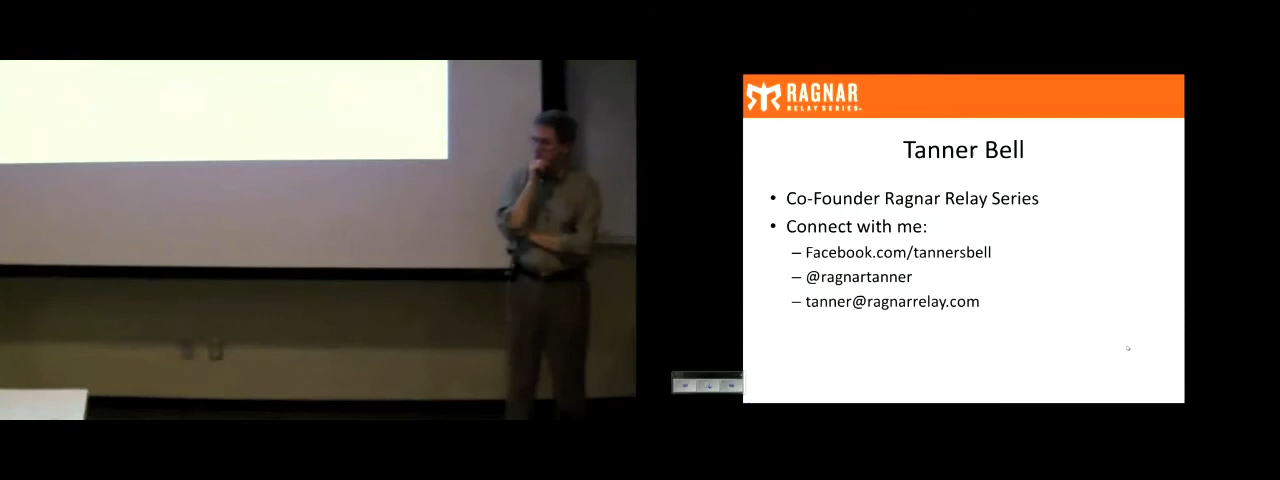 RAGNAR
RELAY SERIES
Tanner Bell
• Co-Founder Ragnar Relay Series
• Connect with me:
– Facebook.com/tannersbell
– @ragnartanner
– tanner@ragnarrelay.com